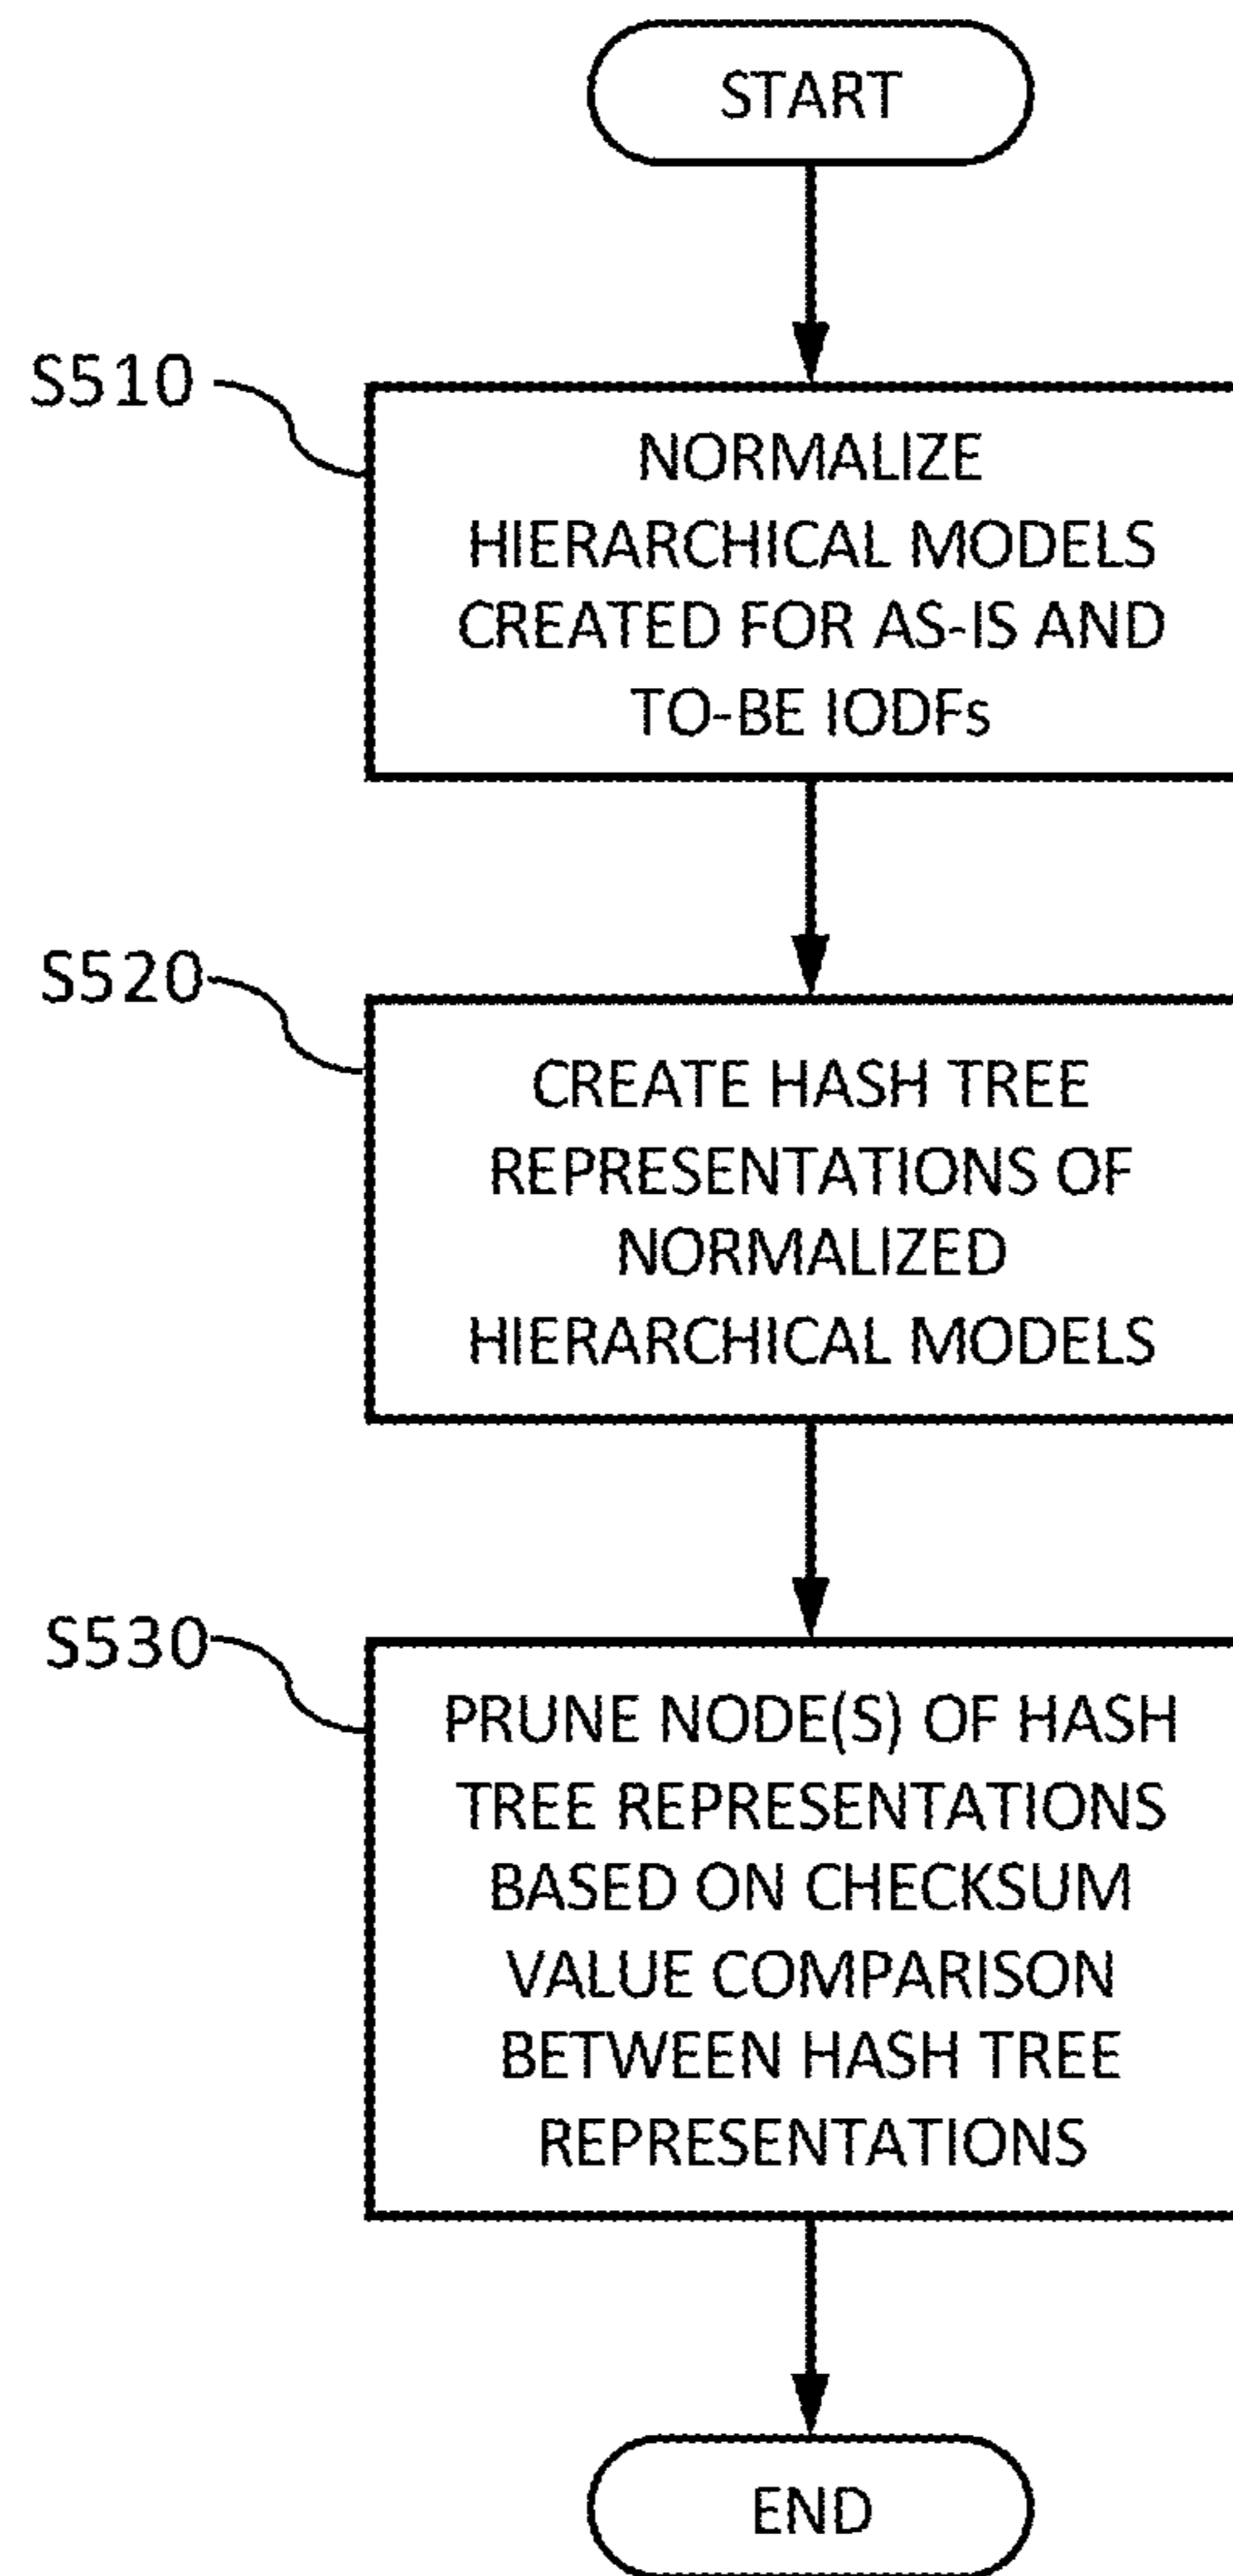 START
S510
NORMALIZE
HIERARCHICAL MODELS
CREATED FOR AS-IS AND
TO-BE IODFs
S520
CREATE HASH TREE
REPRESENTATIONS OF
NORMALIZED
HIERARCHICAL MODELS
S530
PRUNE NODE(S) OF HASH
TREE REPRESENTATIONS
BASED ON CHECKSUM
VALUE COMPARISON
BETWEEN HASH TREE
REPRESENTATIONS
END